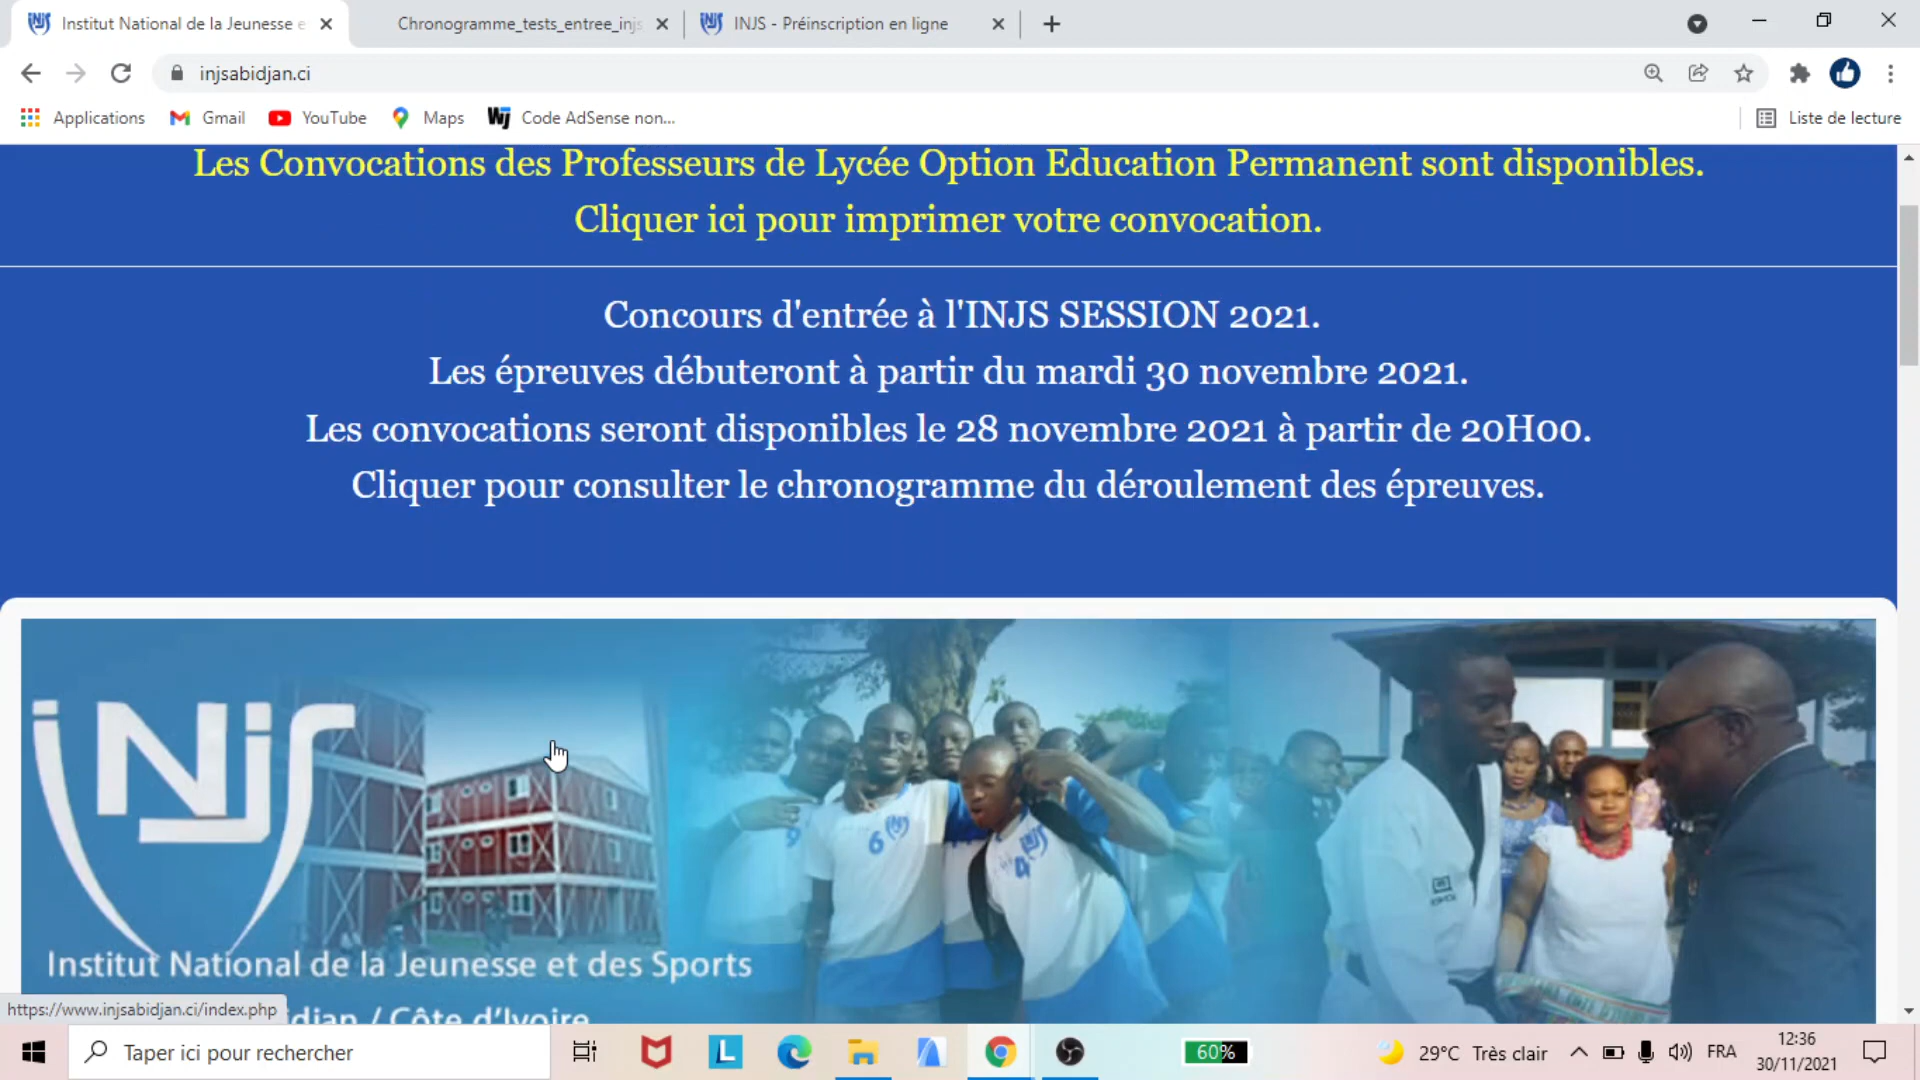 Institut National de la Jeunesse e
Chronogramme_tests_entree_injs
INJS - Préinscription en ligne
injsabidjan.ci
Applications
Gmail
YouTube
Maps
Code AdSense non...
Liste de lecture
Les Convocations des Professeurs de Lycée Option Education Permanent sont disponibles.
Cliquer ici pour imprimer votre convocation.
Concours d'entrée à l'INJS SESSION 2021.
Les épreuves débuteront à partir du mardi 30 novembre 2021.
Les convocations seront disponibles le 28 novembre 2021 à partir de 20H00.
Cliquer pour consulter le chronogramme du déroulement des épreuves.
iNJS
Institut National de la Jeunesse et des Sports
idjan / Côte d'Ivoire
https://www.injsabidjan.ci/index.php
Taper ici pour rechercher
60%
29°C Très clair
FRA
12:36
30/11/2021